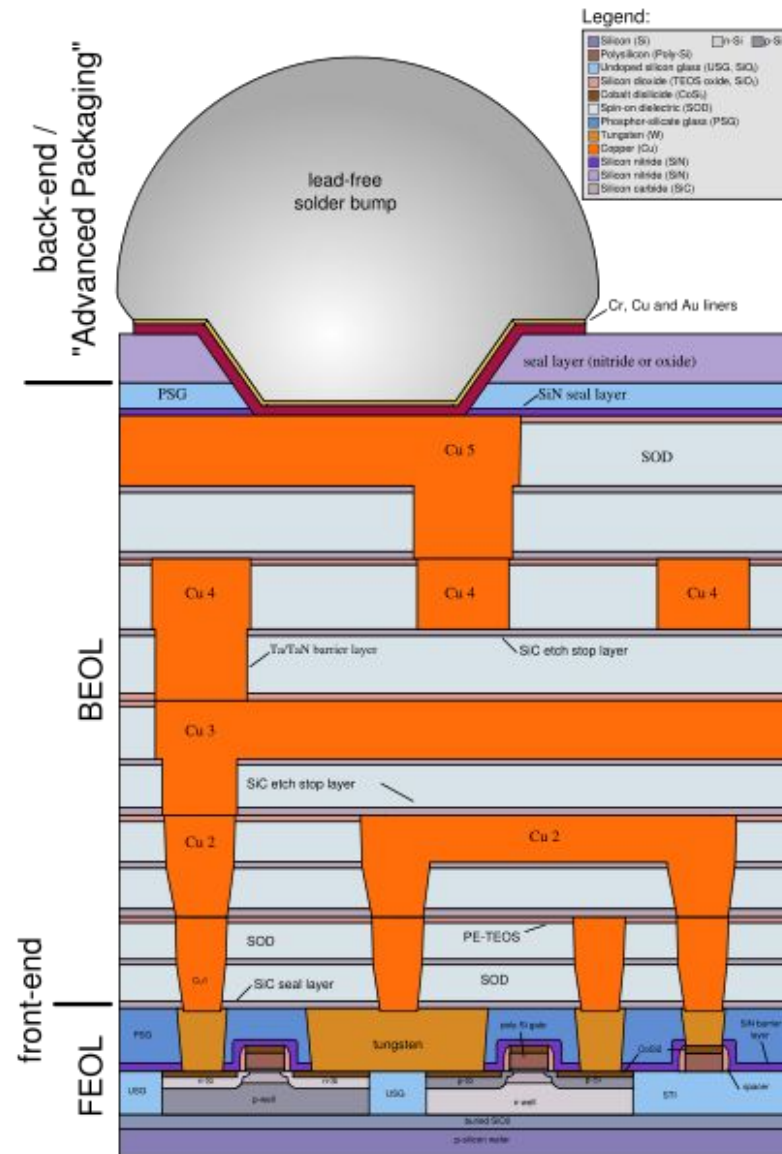 Legend:
Silicon (Si)
n-Si
p-Si
Polysilicon (Poly-Si)
Undoped silicon glass (USG, SiO₂)
Silicon dioxide (TEOS oxide, SiO₂)
Cobalt disilicide (CoSi₂)
Spin-on dielectric (SOD)
Phosphor-silicate glass (PSG)
Tungsten (W)
Copper (Cu)
Silicon nitride (SiN)
Silicon nitride (SiN)
Silicon carbide (SiC)
back-end /
"Advanced Packaging"
lead-free
solder bump
Cr, Cu and Au liners
seal layer (nitride or oxide)
PSG
SiN seal layer
Cu 5
SOD
Cu 4
Cu 4
Cu 4
Ta/TaN barrier layer
SiC etch stop layer
BEOL
Cu 3
SiC etch stop layer
Cu 2
Cu 2
PE-TEOS
SOD
Cu 1
SiC seal layer
SOD
front-end
FEOL
PSG
tungsten
poly Si gate
SiN barrier
layer
CoSi2
spacer
n-Si
n-Si
p-Si
p-Si
USG
p-well
USG
n-well
STI
buried SiO2
p-silicon wafer